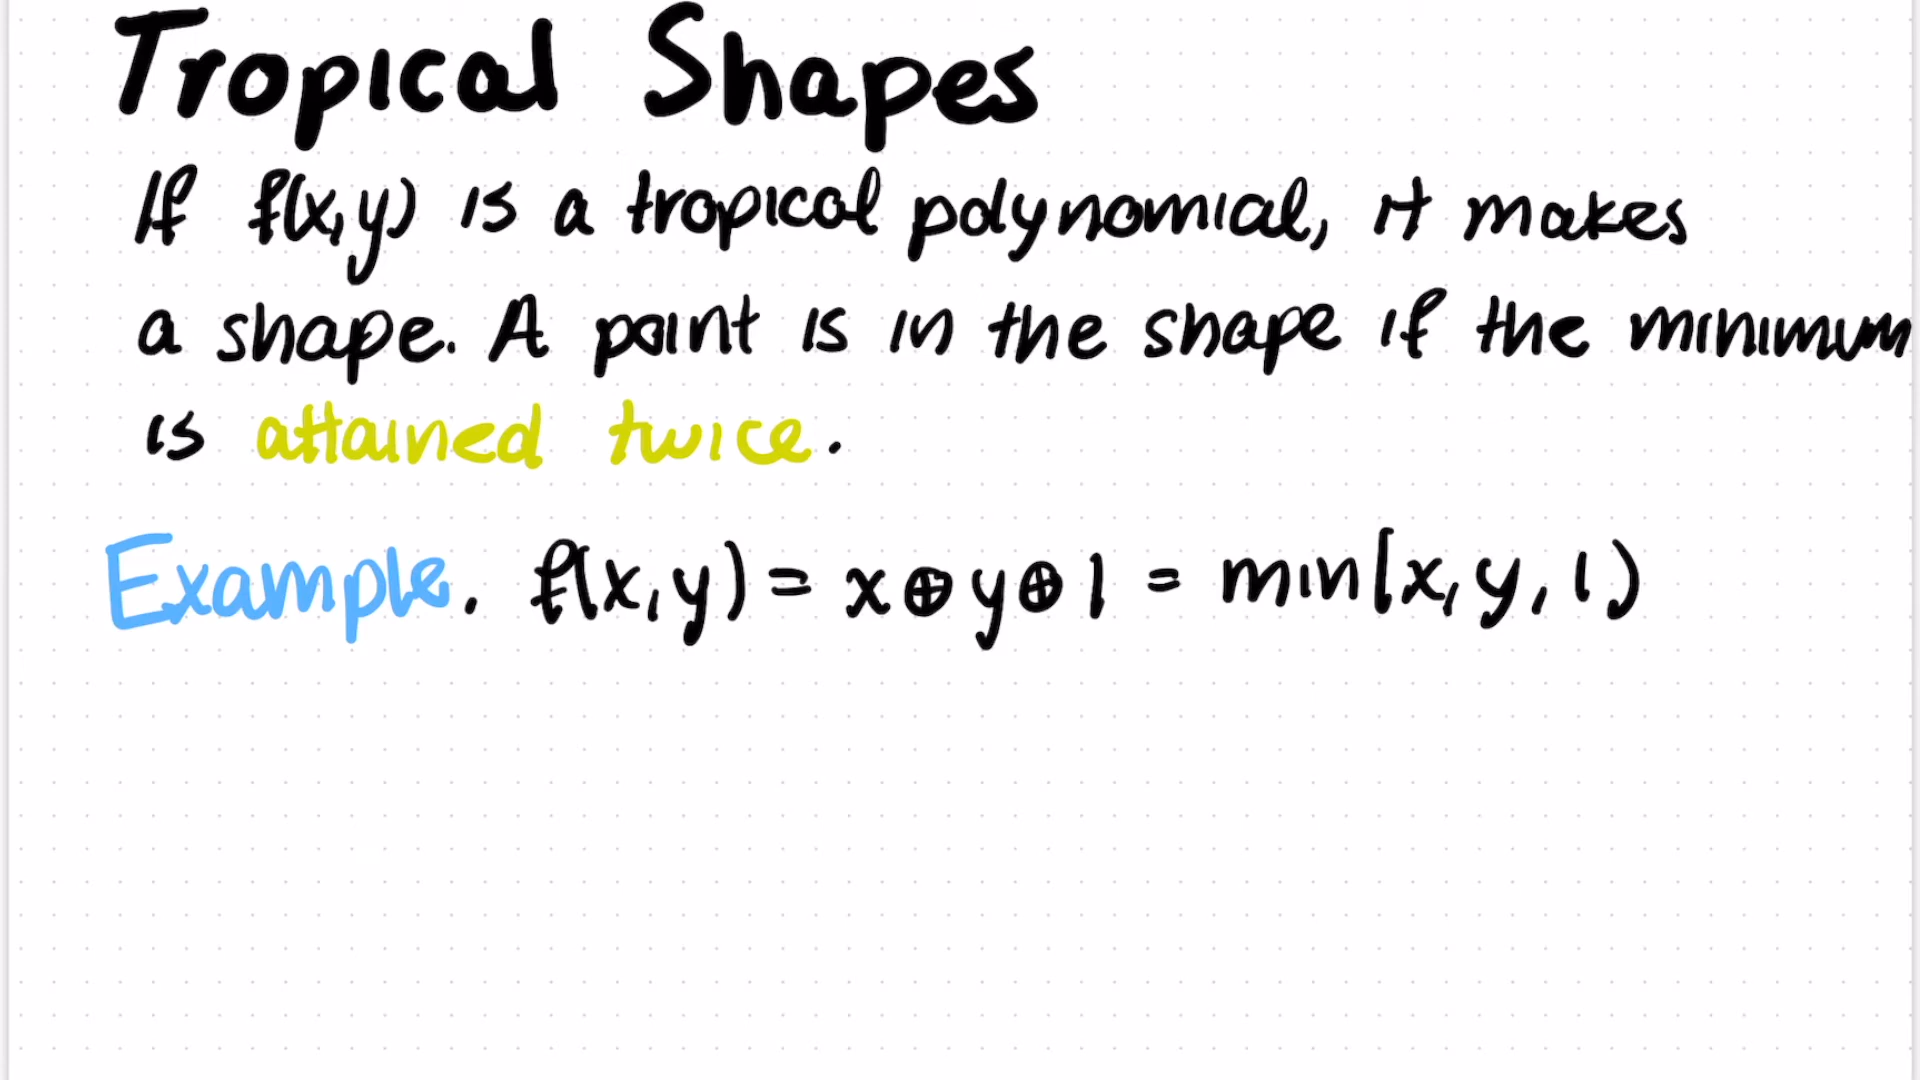 Tropical Shapes
If f(x,y) is a tropical polynomial, it makes
a shape. A point is in the shape if the minimum
is attained twice.
Example. f(x,y) = x⊕y⊕1 = min(x,y,1)